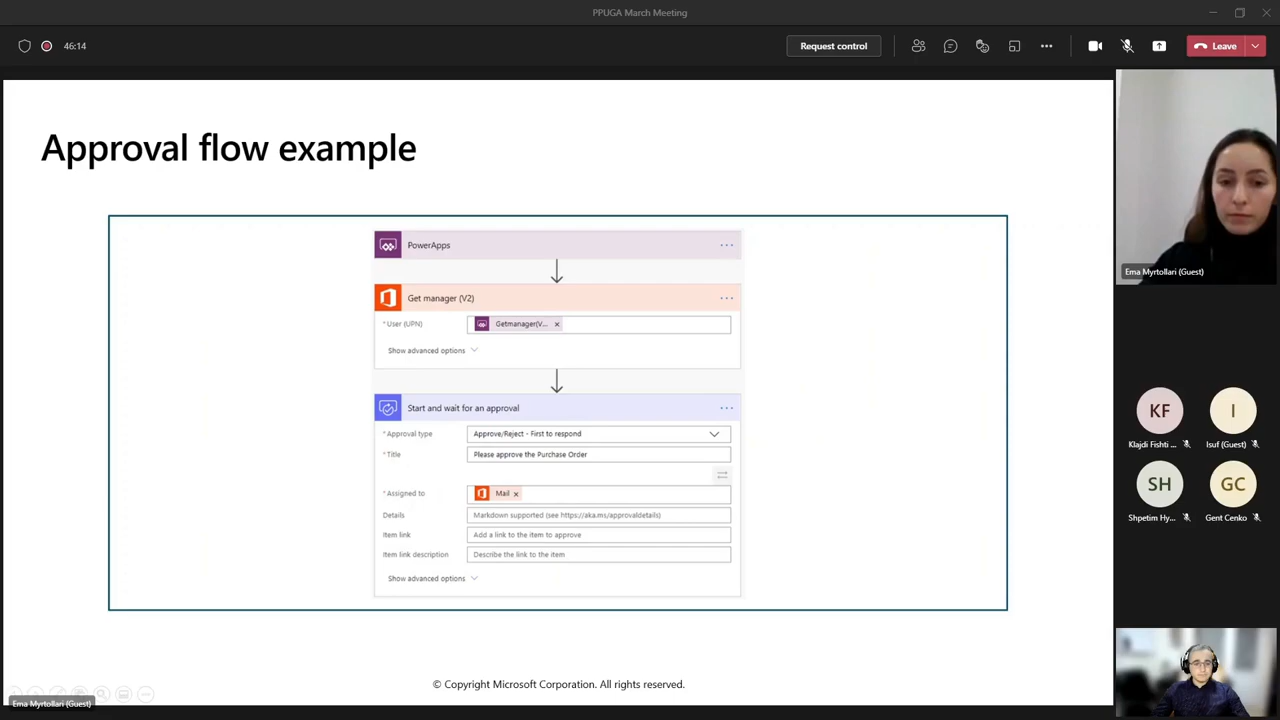 PPUGA March Meeting
46:14
Request control
Leave
Approval flow example
PowerApps
Get manager (V2)
* User (UPN)
Getmanager(V... ×
Show advanced options
Start and wait for an approval
* Approval type
Approve/Reject - First to respond
* Title
Please approve the Purchase Order
* Assigned to
Mail ×
Details
Markdown supported (see https://aka.ms/approvaldetails)
Item link
Add a link to the item to approve
Item link description
Describe the link to the item
Show advanced options
© Copyright Microsoft Corporation. All rights reserved.
Ema Myrtollari (Guest)
Ema Myrtollari (Guest)
KF
Klajdi Fishti ...
I
Isuf (Guest)
SH
Shpetim Hy...
GC
Gent Cenko